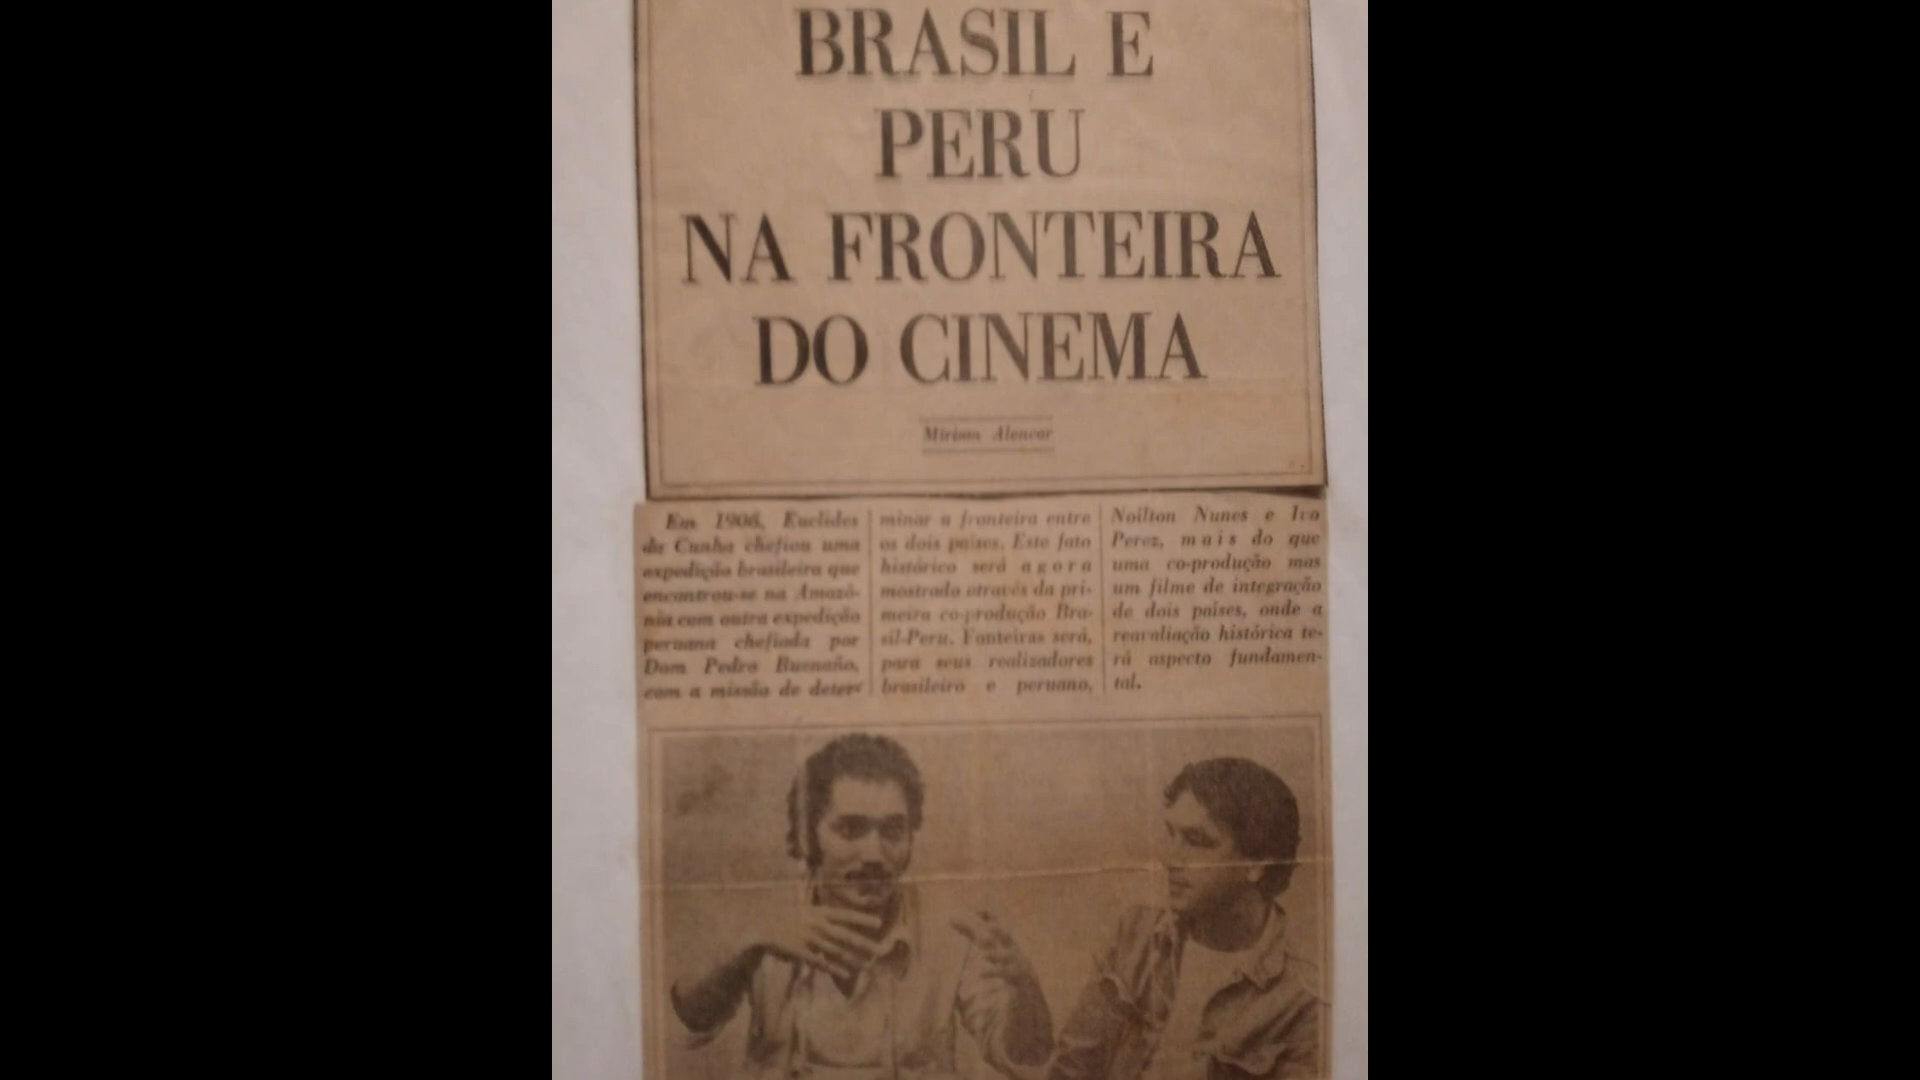 BRASIL E
PERU
NA FRONTEIRA
DO CINEMA
Miriam Alencar
Em 1906, Euclides
da Cunha chefiou uma
expedição brasileira que
encontrou-se na Amazô-
nia com outra expedição
peruana chefiada por
Dom Pedro Buenaño,
com a missão de deter-
minar a fronteira entre
os dois países. Este fato
histórico será agora
mostrado através da pri-
meira co-produção Bra-
sil-Peru. Fonteiras será,
para seus realizadores
brasileiro e peruano,
Noilton Nunes e Ivo
Perez, mais do que
uma co-produção mas
um filme de integração
de dois países, onde a
reavaliação histórica te-
rá aspecto fundamen-
tal.